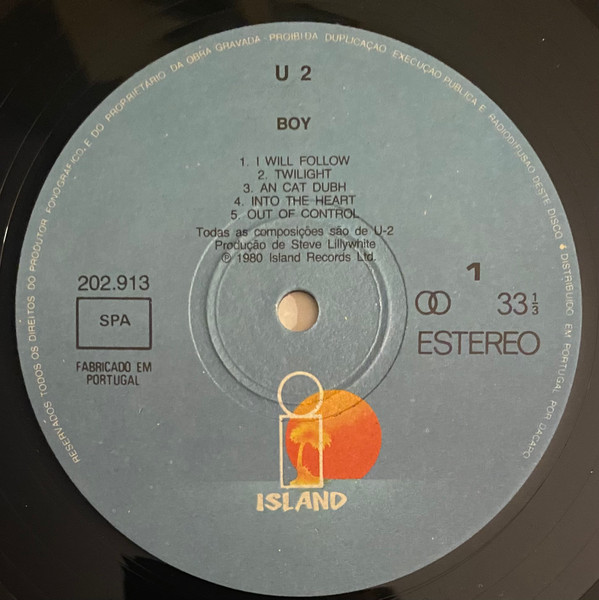 RESERVADOS TODOS OS DIREITOS DO PRODUTOR FONOGRÁFICO, E DO PROPRIETÁRIO DA OBRA GRAVADA · PROIBIDA DUPLICAÇÃO, EXECUÇÃO PÚBLICA E RADIODIFUSÃO DESTE DISCO DISTRIBUIDO EM PORTUGAL POR DACAPO
U 2
BOY
1. I WILL FOLLOW
2. TWILIGHT
3. AN CAT DUBH
4. INTO THE HEART
5. OUT OF CONTROL
Todas as composições são de U-2
Produção de Steve Lillywhite
℗ 1980 Island Records Ltd.
202.913
SPA
FABRICADO EM
PORTUGAL
1
33 1/3
ESTEREO
ISLAND